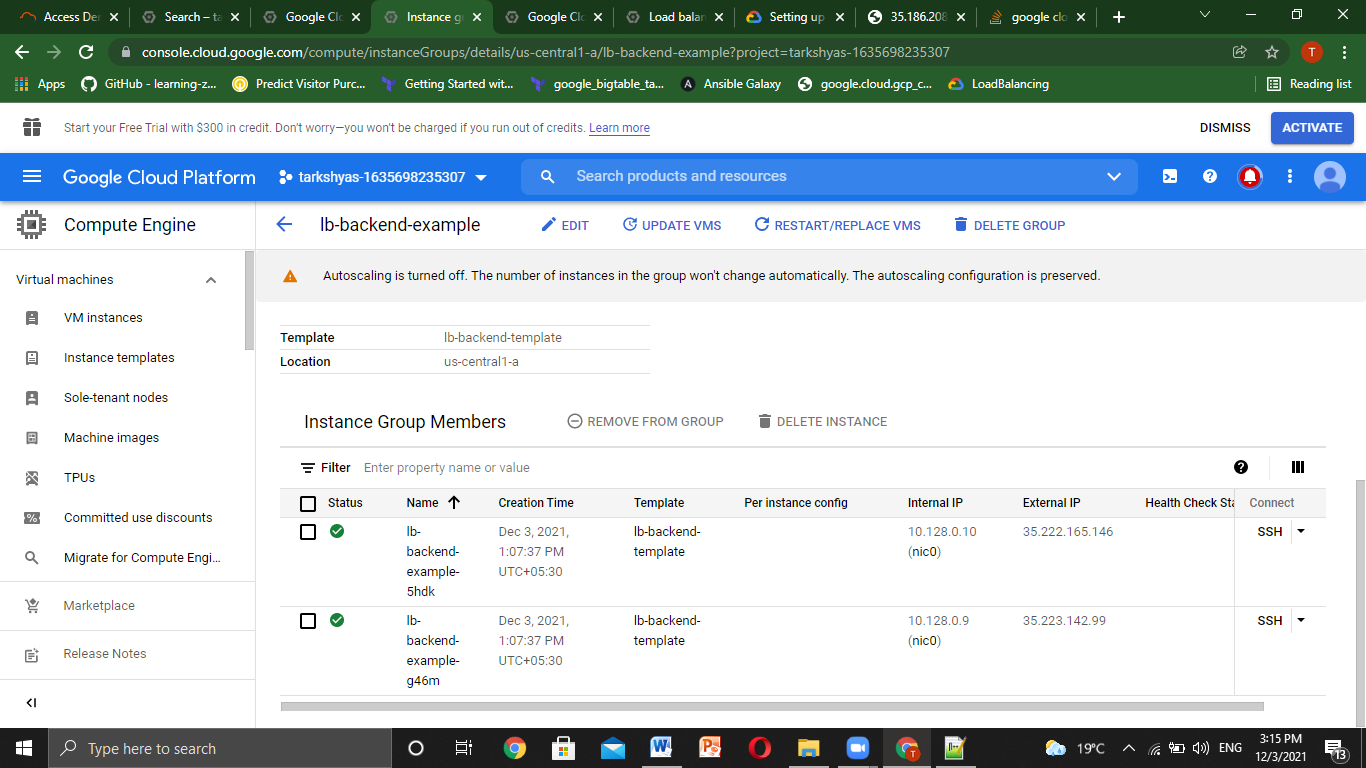 Access Der
Search – ta
Google Clo
Instance g
Google Clo
Load balan
Setting up
35.186.208
google clo
console.cloud.google.com/compute/instanceGroups/details/us-central1-a/lb-backend-example?project=tarkshyas-1635698235307
T
Apps
GitHub - learning-z...
Predict Visitor Purc...
Getting Started wit...
google_bigtable_ta...
Ansible Galaxy
google.cloud.gcp_c...
LoadBalancing
Reading list
Start your Free Trial with $300 in credit. Don't worry—you won't be charged if you run out of credits. Learn more
DISMISS
ACTIVATE
Google Cloud Platform
tarkshyas-1635698235307
Search products and resources
Compute Engine
lb-backend-example
EDIT
UPDATE VMS
RESTART/REPLACE VMS
DELETE GROUP
Virtual machines
VM instances
Instance templates
Sole-tenant nodes
Machine images
TPUs
Committed use discounts
Migrate for Compute Engi...
Marketplace
Release Notes
Autoscaling is turned off. The number of instances in the group won't change automatically. The autoscaling configuration is preserved.
Template lb-backend-template
Location us-central1-a
Instance Group Members
REMOVE FROM GROUP
DELETE INSTANCE
Filter Enter property name or value
Status Name Creation Time Template Per instance config Internal IP External IP Health Check Sta Connect
lb- Dec 3, 2021, lb-backend- 10.128.0.10 35.222.165.146 SSH
backend- 1:07:37 PM template (nic0)
example- UTC+05:30
5hdk
lb- Dec 3, 2021, lb-backend- 10.128.0.9 35.223.142.99 SSH
backend- 1:07:37 PM template (nic0)
example- UTC+05:30
g46m
Type here to search
19°C
ENG
3:15 PM
12/3/2021
13